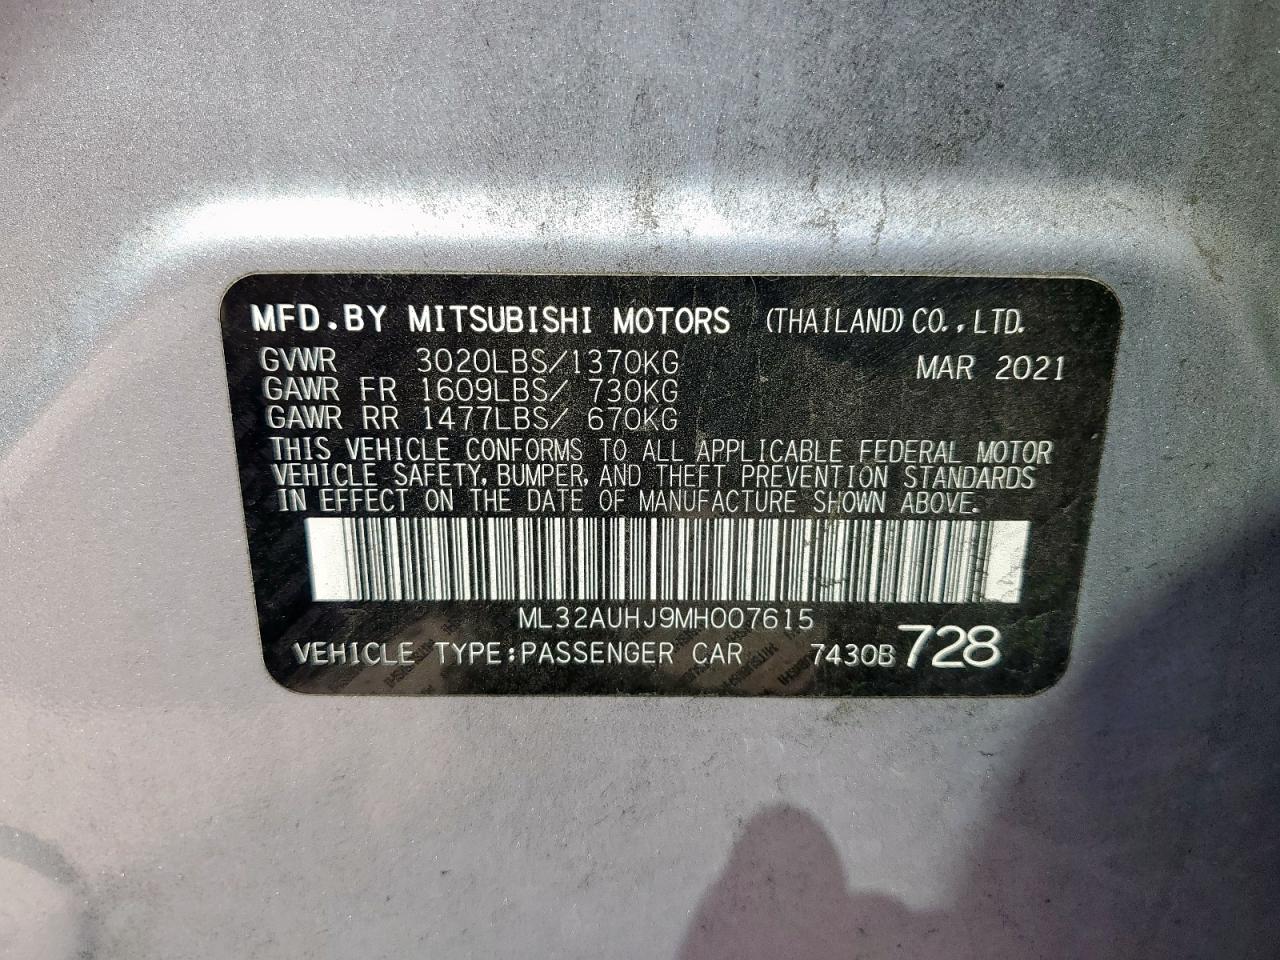 MFD.BY MITSUBISHI MOTORS (THAILAND)CO.,LTD.
GVWR 3020LBS/1370KG MAR 2021
GAWR FR 1609LBS/ 730KG
GAWR RR 1477LBS/ 670KG
THIS VEHICLE CONFORMS TO ALL APPLICABLE FEDERAL MOTOR
VEHICLE SAFETY, BUMPER, AND THEFT PREVENTION STANDARDS
IN EFFECT ON THE DATE OF MANUFACTURE SHOWN ABOVE.
ML32AUHJ9MH007615
VEHICLE TYPE:PASSENGER CAR 7430B 728